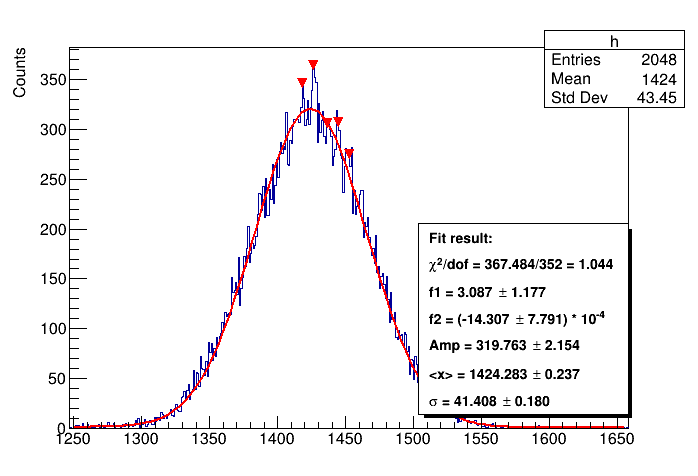 h
Entries 2048
Mean 1424
Std Dev 43.45
Counts
350
300
250
200
150
100
50
0
1250 1300 1350 1400 1450 1500 1550 1600 1650
Fit result:
χ²/dof = 367.484/352 = 1.044
f1 = 3.087 ± 1.177
f2 = (-14.307 ± 7.791) * 10⁻⁴
Amp = 319.763 ± 2.154
<x> = 1424.283 ± 0.237
σ = 41.408 ± 0.180